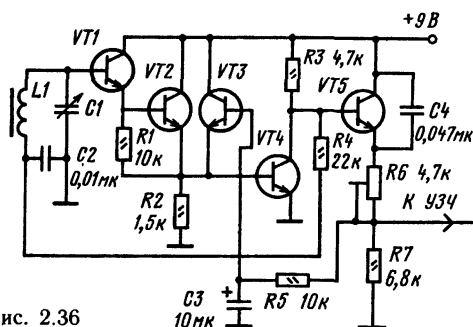 +9 В
VT1
VT2
VT3
R3 4,7к
VT5
L1
C1
R1
10к
VT4
R4
22к
C4
0,047мк
C2
0,01мк
R2
1,5к
R6 4,7к
К УЗЧ
C3
10мк
+
R5 10к
R7
6,8к
ис. 2.36